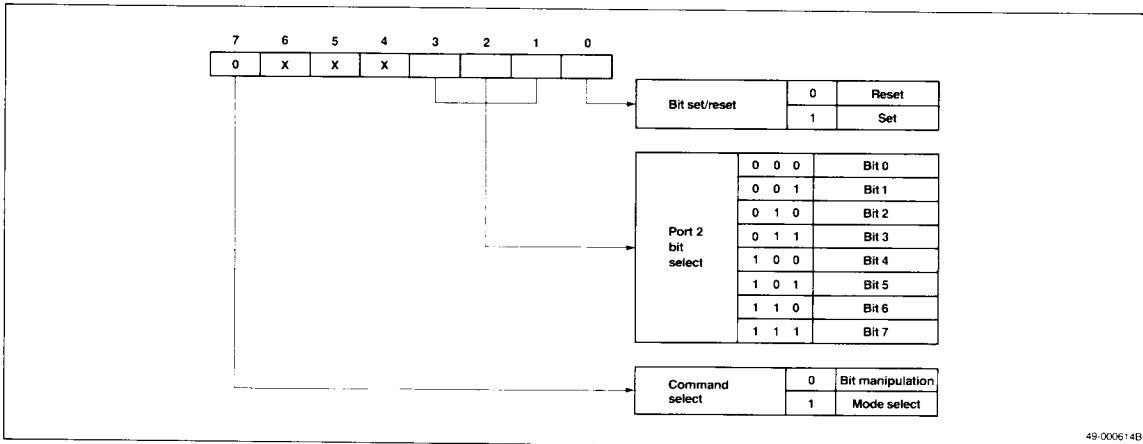 7 6 5 4 3 2 1 0
0 X X X
Bit set/reset
0 Reset
1 Set
Port 2
bit
select
0 0 0 Bit 0
0 0 1 Bit 1
0 1 0 Bit 2
0 1 1 Bit 3
1 0 0 Bit 4
1 0 1 Bit 5
1 1 0 Bit 6
1 1 1 Bit 7
Command
select
0 Bit manipulation
1 Mode select
49-000614B